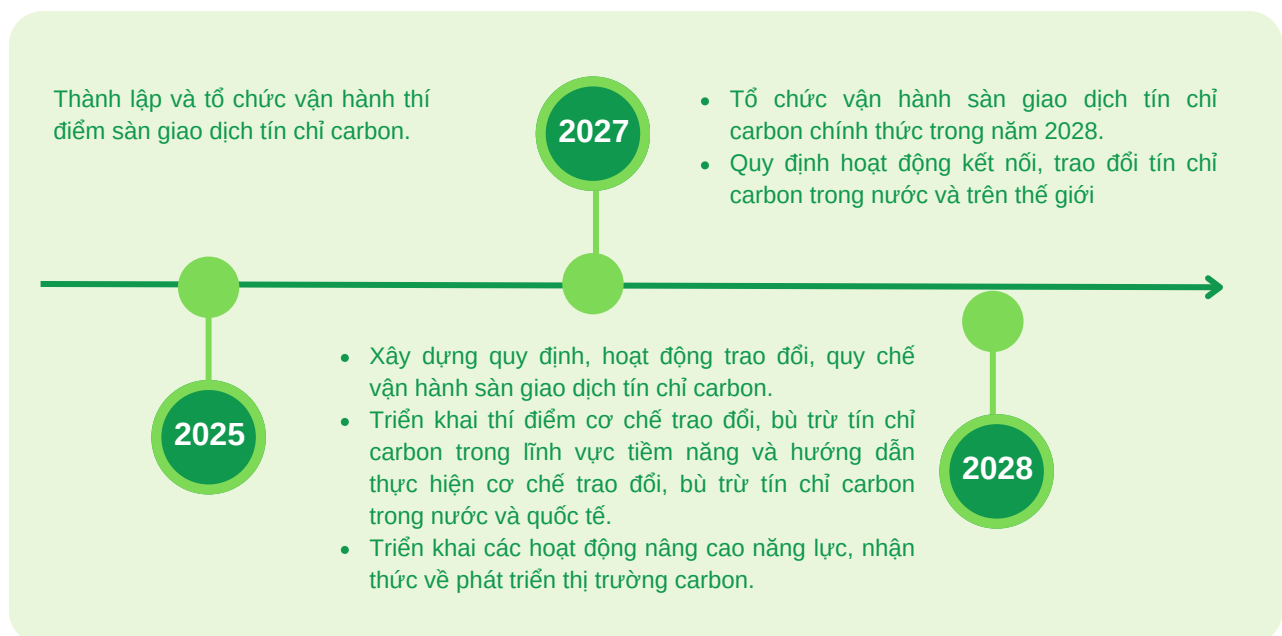 Thành lập và tổ chức vận hành thí
điểm sàn giao dịch tín chỉ carbon.
2025
2027
• Xây dựng quy định, hoạt động trao đổi, quy chế
vận hành sàn giao dịch tín chỉ carbon.
• Triển khai thí điểm cơ chế trao đổi, bù trừ tín chỉ
carbon trong lĩnh vực tiềm năng và hướng dẫn
thực hiện cơ chế trao đổi, bù trừ tín chỉ carbon
trong nước và quốc tế.
• Triển khai các hoạt động nâng cao năng lực, nhận
thức về phát triển thị trường carbon.
• Tổ chức vận hành sàn giao dịch tín chỉ
carbon chính thức trong năm 2028.
• Quy định hoạt động kết nối, trao đổi tín chỉ
carbon trong nước và trên thế giới
2028